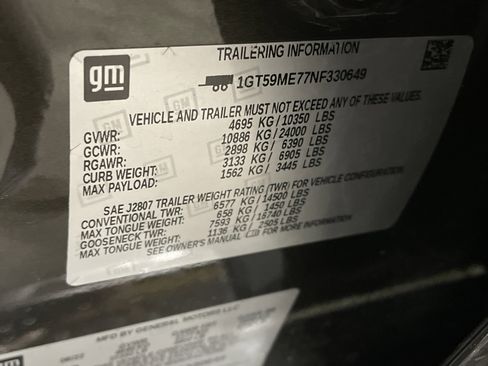 TRAILERING INFORMATION
gm
1GT59ME77NF330649
VEHICLE AND TRAILER MUST NOT EXCEED ANY OF THESE VALUES.
GVWR: 4695 KG / 10350 LBS
GCWR: 10886 KG / 24000 LBS
RGAWR: 2898 KG / 6390 LBS
CURB WEIGHT: 3133 KG / 6905 LBS
MAX PAYLOAD: 1562 KG / 3445 LBS
SAE J2807 TRAILER WEIGHT RATING (TWR) FOR VEHICLE CONFIGURATION
CONVENTIONAL TWR: 6577 KG / 14500 LBS
MAX TONGUE WEIGHT: 658 KG / 1450 LBS
GOOSENECK TWR: 7593 KG / 16740 LBS
MAX TONGUE WEIGHT: 1136 KG / 2505 LBS
SEE OWNER'S MANUAL FOR MORE INFORMATION
MFD BY GENERAL MOTORS LLC
gm